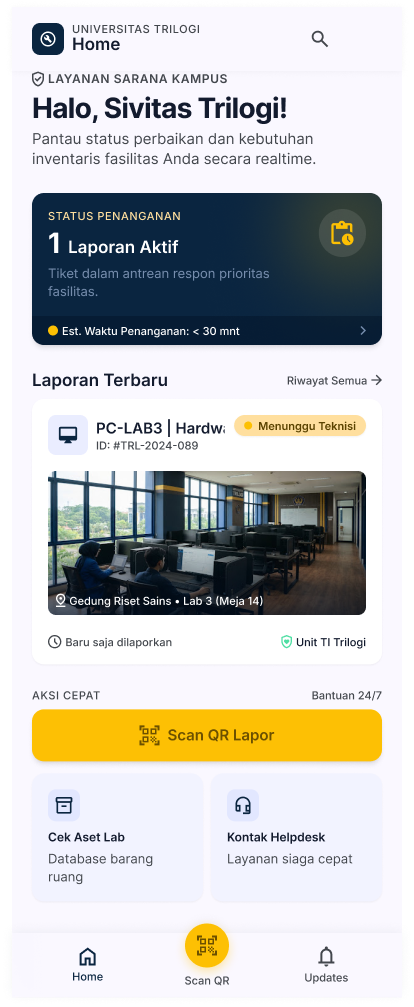 UNIVERSITAS TRILOGI
Home
LAYANAN SARANA KAMPUS
Halo, Sivitas Trilogi!
Pantau status perbaikan dan kebutuhan
inventaris fasilitas Anda secara realtime.
STATUS PENANGANAN
1 Laporan Aktif
Tiket dalam antrean respon prioritas
fasilitas.
Est. Waktu Penanganan: < 30 mnt
Laporan Terbaru
Riwayat Semua
PC-LAB3 | Hardwa
Menunggu Teknisi
ID: #TRL-2024-089
Gedung Riset Sains • Lab 3 (Meja 14)
Baru saja dilaporkan
Unit TI Trilogi
AKSI CEPAT
Bantuan 24/7
Scan QR Lapor
Cek Aset Lab
Database barang
ruang
Kontak Helpdesk
Layanan siaga cepat
Home
Scan QR
Updates